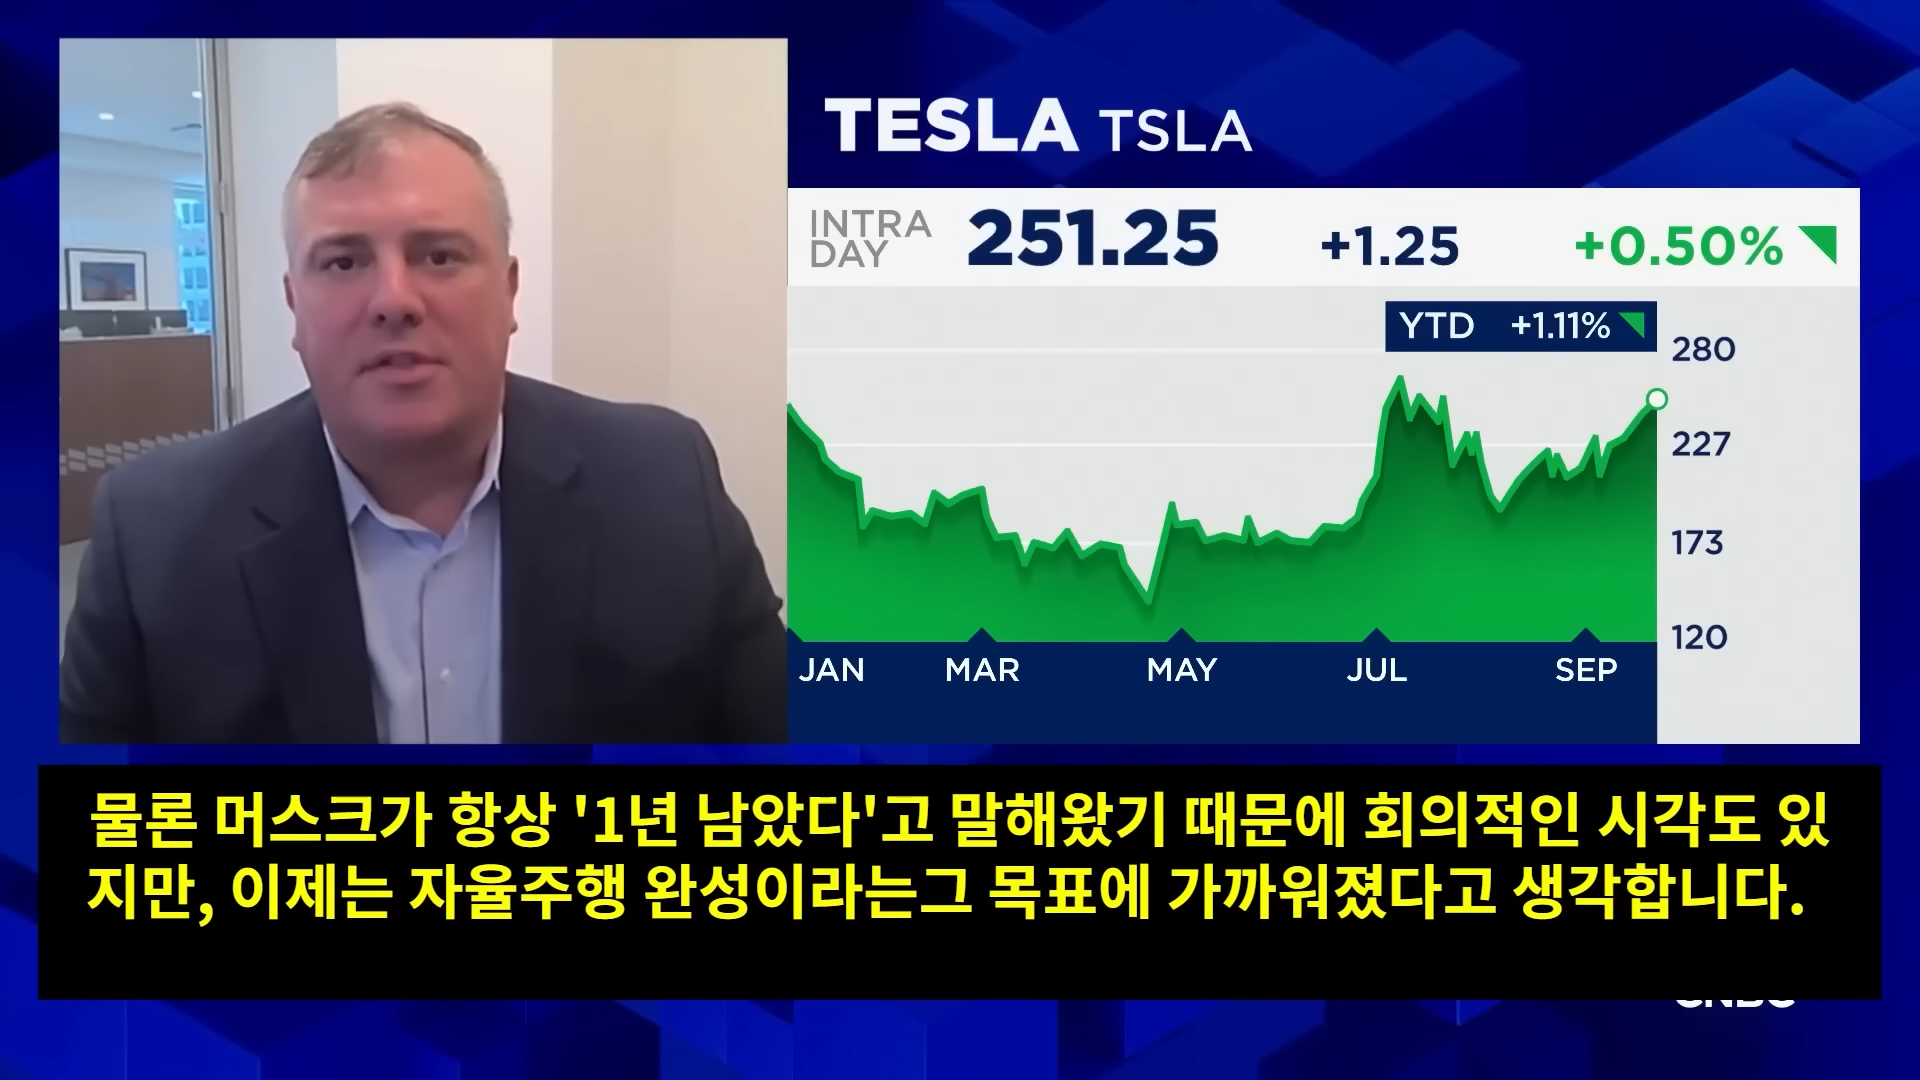 TESLA TSLA
INTRA DAY 251.25 +1.25 +0.50%
YTD +1.11%
280
227
173
120
JAN MAR MAY JUL SEP
물론 머스크가 항상 '1년 남았다'고 말해왔기 때문에 회의적인 시각도 있
지만, 이제는 자율주행 완성이라는그 목표에 가까워졌다고 생각합니다.
CNBC